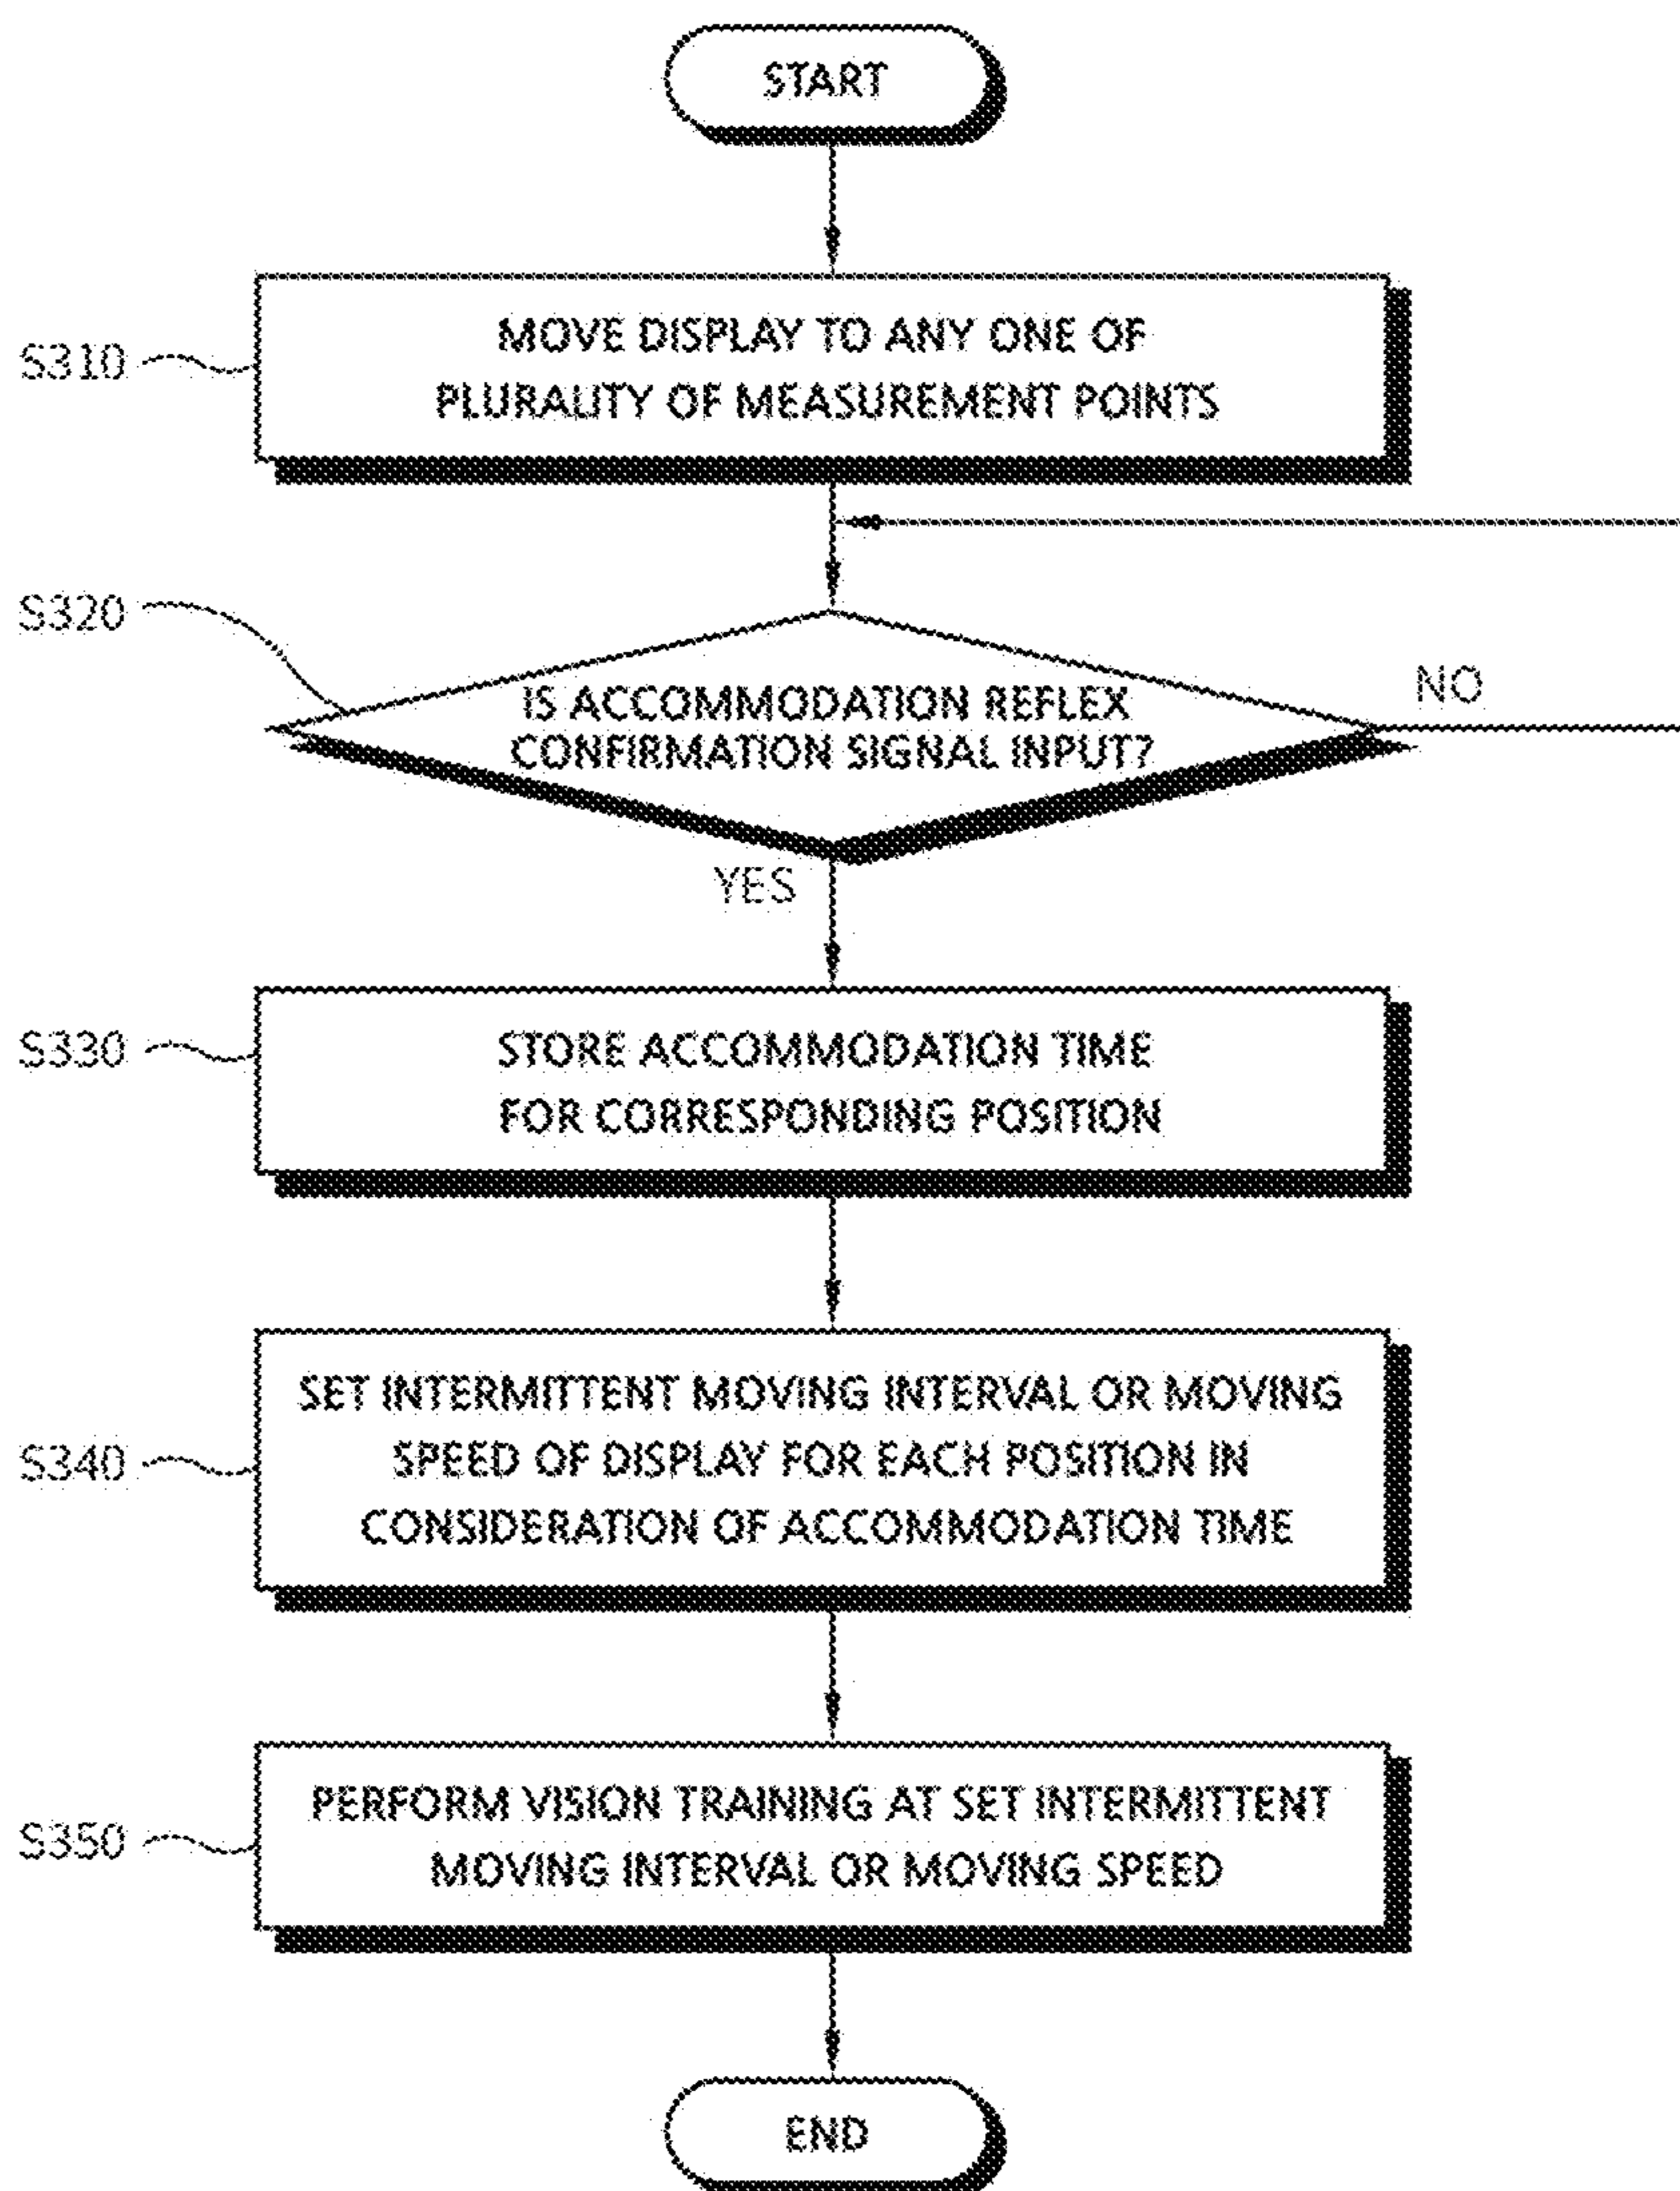 START
S310
MOVE DISPLAY TO ANY ONE OF
PLURALITY OF MEASUREMENT POINTS
S320
IS ACCOMMODATION REFLEX
CONFIRMATION SIGNAL INPUT?
NO
YES
S330
STORE ACCOMMODATION TIME
FOR CORRESPONDING POSITION
S340
SET INTERMITTENT MOVING INTERVAL OR MOVING
SPEED OF DISPLAY FOR EACH POSITION IN
CONSIDERATION OF ACCOMMODATION TIME
S350
PERFORM VISION TRAINING AT SET INTERMITTENT
MOVING INTERVAL OR MOVING SPEED
END